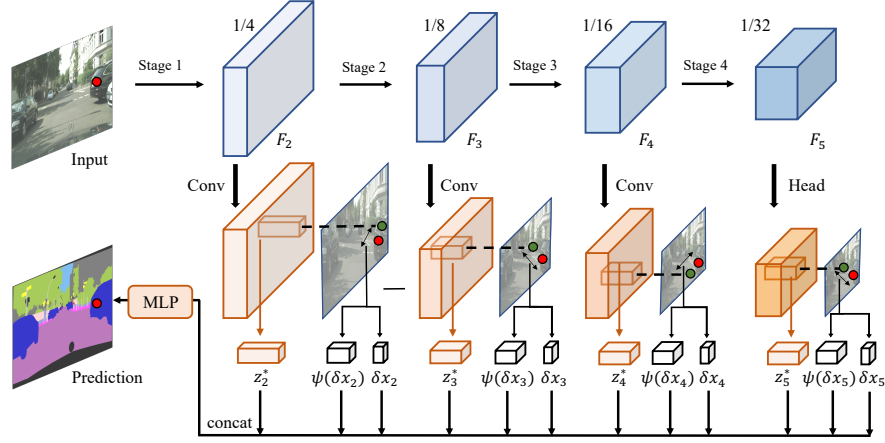 1/4
1/8
1/16
1/32
Stage 1
Stage 2
Stage 3
Stage 4
Input
F₂
F₃
F₄
F₅
Conv
Conv
Conv
Head
MLP
Prediction
z₂*
ψ(δx₂)
δx₂
z₃*
ψ(δx₃)
δx₃
z₄*
ψ(δx₄)
δx₄
z₅*
ψ(δx₅)
δx₅
concat